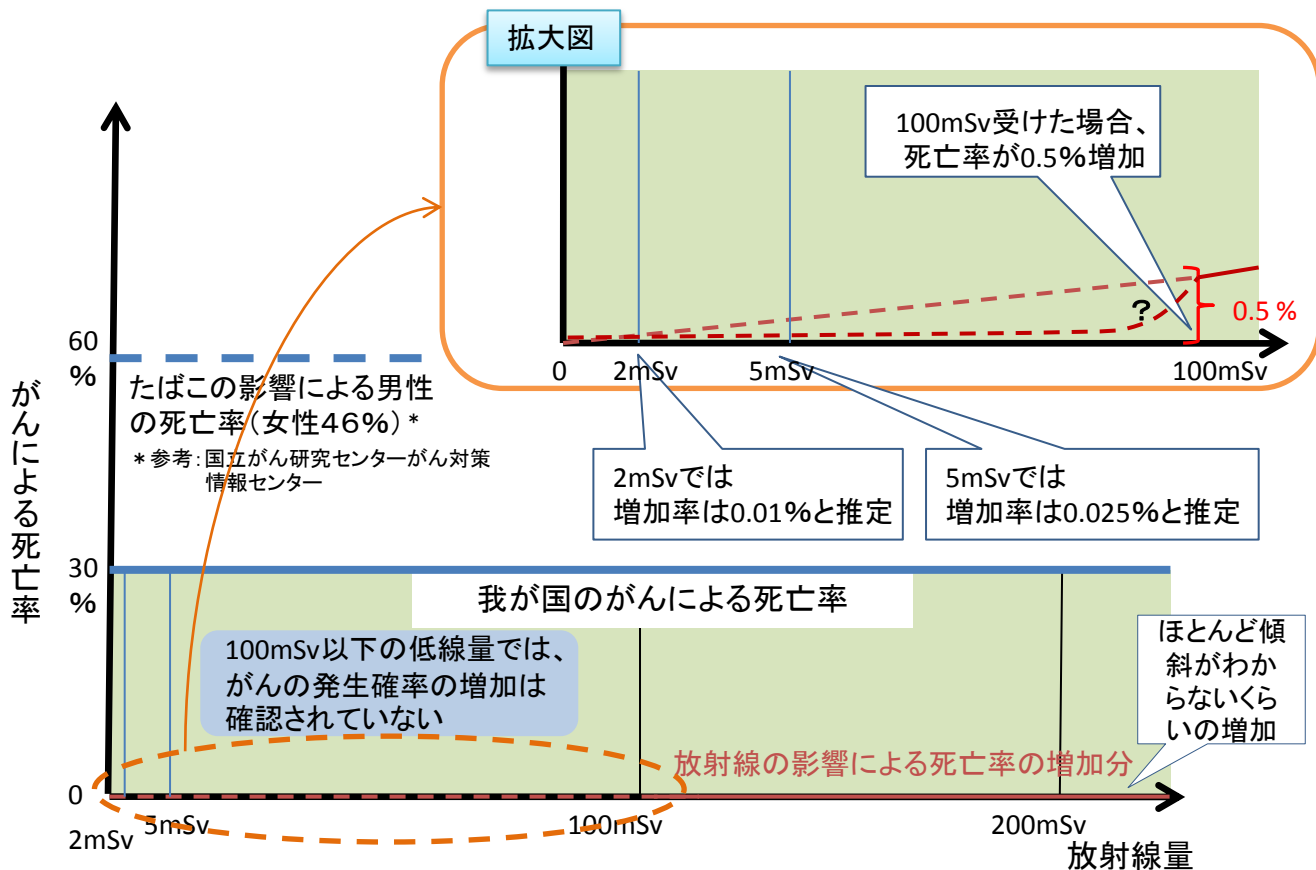 拡大図
100mSv受けた場合、
死亡率が0.5%増加
?
0.5 %
0
2mSv
5mSv
100mSv
2mSvでは
増加率は0.01%と推定
5mSvでは
増加率は0.025%と推定
がんによる死亡率
60
%
たばこの影響による男性
の死亡率(女性46%)*
*参考:国立がん研究センターがん対策
情報センター
30
%
我が国のがんによる死亡率
100mSv以下の低線量では、
がんの発生確率の増加は
確認されていない
ほとんど傾
斜がわか
らないくら
いの増加
放射線の影響による死亡率の増加分
0
2mSv
5mSv
100mSv
200mSv
放射線量